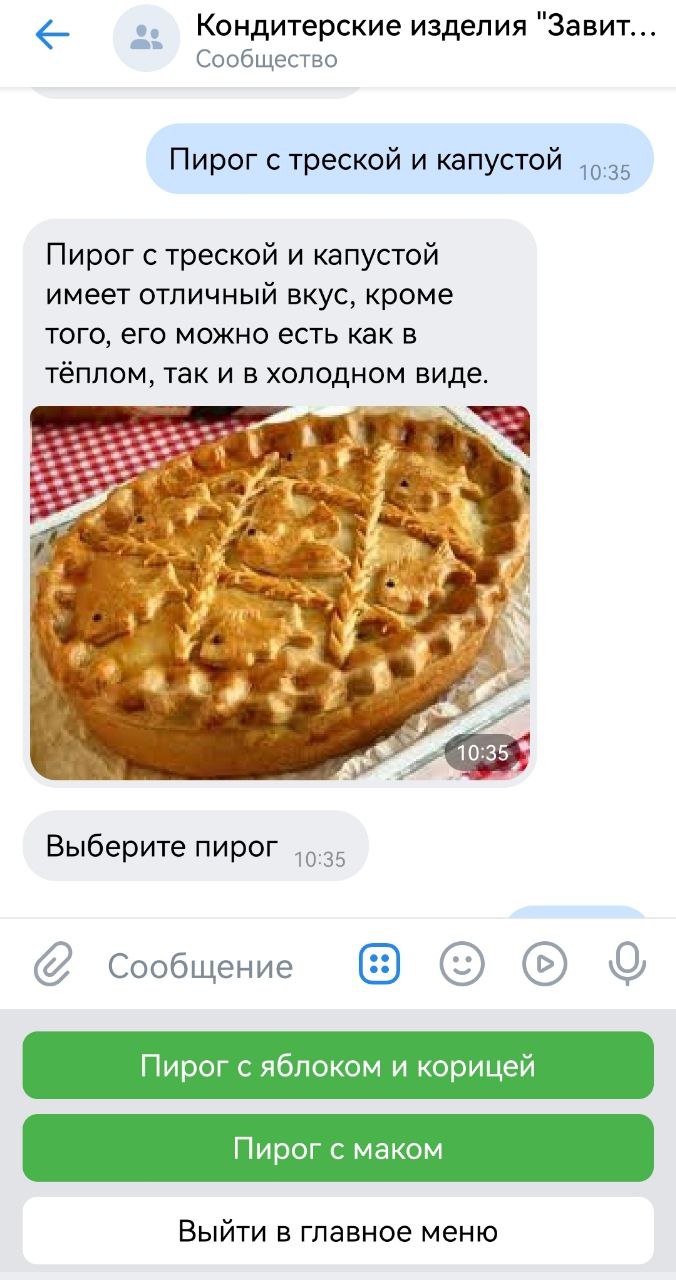 Кондитерские изделия "Завит...
Сообщество
Пирог с треской и капустой 10:35
Пирог с треской и капустой
имеет отличный вкус, кроме
того, его можно есть как в
тёплом, так и в холодном виде.
10:35
Выберите пирог 10:35
Сообщение
Пирог с яблоком и корицей
Пирог с маком
Выйти в главное меню